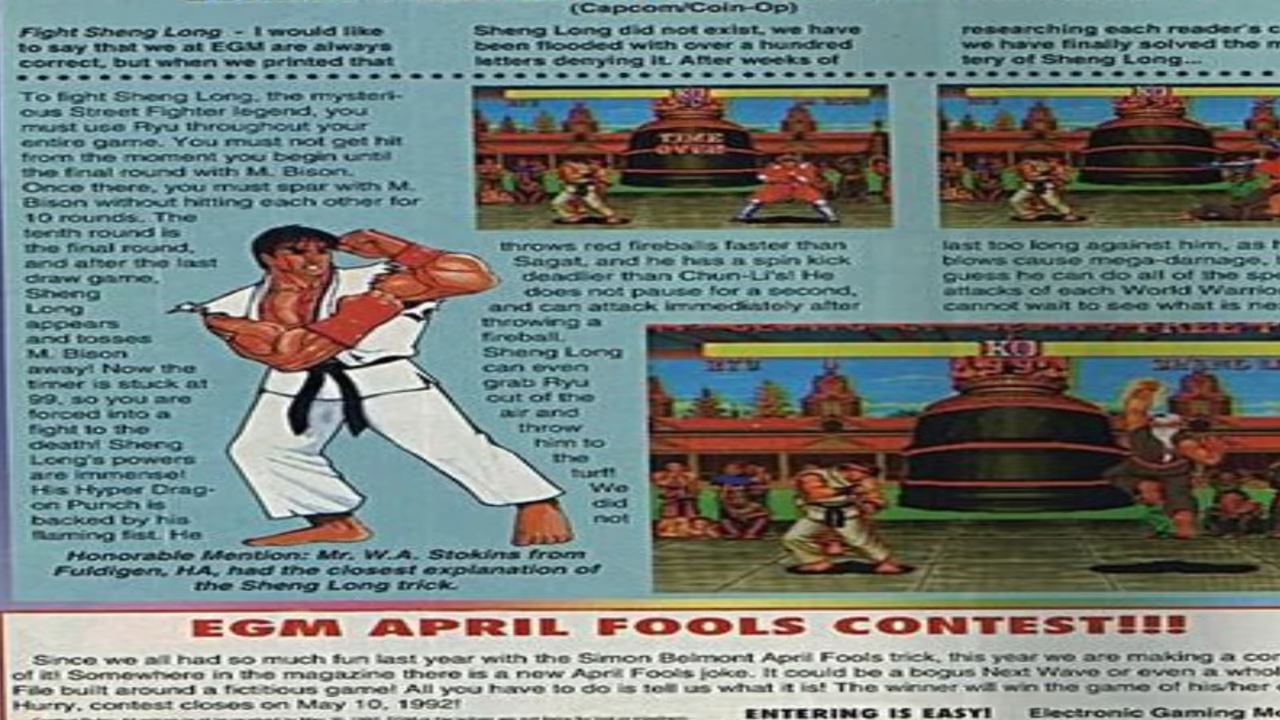 (Capcom/Coin-Op)
Fight Sheng Long - I would like
to say that we at EGM are always
correct, but when we printed that
Sheng Long did not exist, we have
been flooded with over a hundred
letters denying it. After weeks of
researching each reader's
we have finally solved the
tery of Sheng Long...
To fight Sheng Long, the mysteri-
ous Street Fighter legend, you
must use Ryu throughout your
entire game. You must not get hit
from the moment you begin until
the final round with M. Bison.
Once there, you must spar with M.
Bison without hitting each other for
10 rounds. The
tenth round is
the final round,
and after the last
draw game,
Sheng
Long
appears
and tosses
M. Bison
away! Now the
timer is stuck at
99, so you are
forced into a
fight to the
death! Sheng
Long's powers
are immense!
His Hyper Drag-
on Punch is
backed by his
flaming fist. He
KO
TIME
OVER
throws red fireballs faster than
Sagat, and he has a spin kick
deadlier than Chun-Li's! He
does not pause for a second,
and can attack immediately after
throwing a
fireball.
Sheng Long
can even
grab Ryu
out of the
air and
throw
him to
the
turf!
We
did
not
KO
last too long against him, as
blows cause mega-damage.
guess he can do all of the
attacks of each World
cannot wait to see what is
KO
RYU
99
Honorable Mention: Mr. W.A. Stokins from
Fuldigen, HA, had the closest explanation of
the Sheng Long trick.
EGM APRIL FOOLS CONTEST!!!
Since we all had so much fun last year with the Simon Belmont April Fools trick, this year we are making a
of it! Somewhere in the magazine there is a new April Fools joke. It could be a bogus Next Wave or even a
File built around a fictitious game! All you have to do is tell us what it is! The winner will win the game of his/her
Hurry, contest closes on May 10, 1992!
ENTERING IS EASY! Electronic Gaming